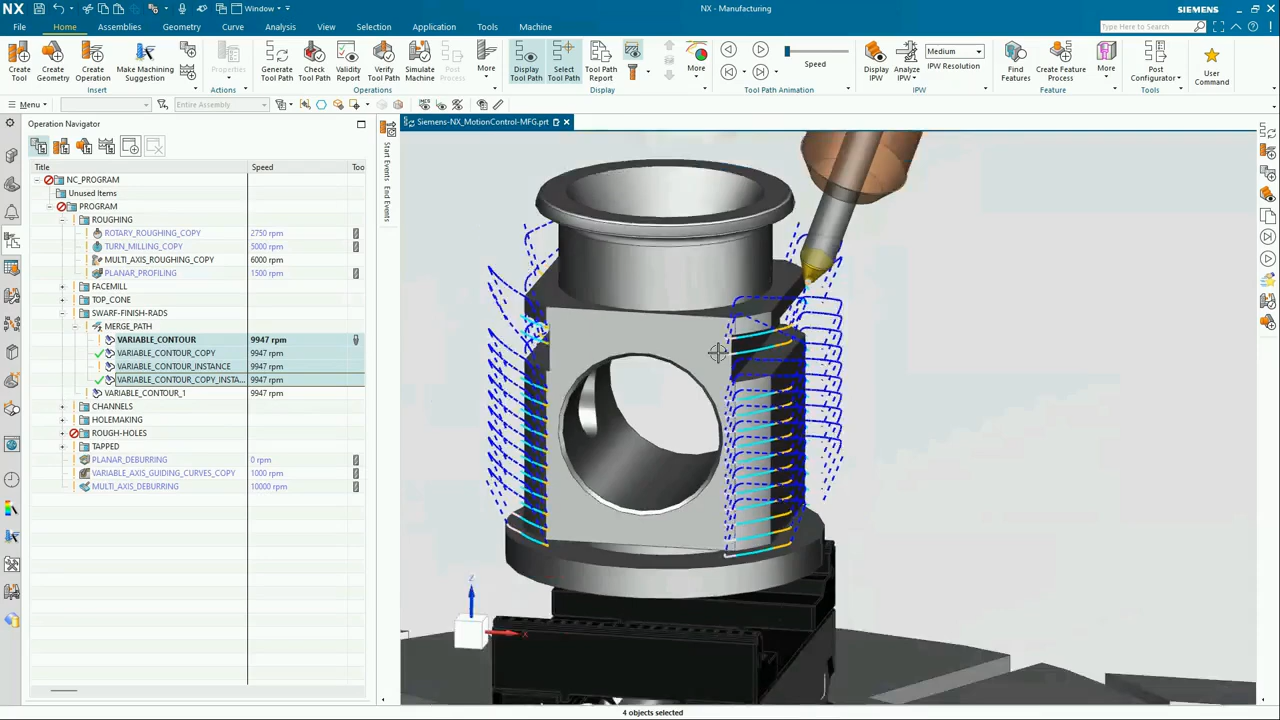 NX
Window
NX - Manufacturing
SIEMENS
File Home Assemblies Geometry Curve Analysis View Selection Application Tools Machine
Type Here to Search
Create Tool
Create Geometry
Create Operation
Make Machining Suggestion
Properties
Generate Tool Path
Check Tool Path
Validity Report
Verify Tool Path
Simulate Machine
Post Process
More
Display Tool Path
Select Tool Path
Tool Path Report
More
Speed
Display IPW
Analyze IPW
Medium
IPW Resolution
Find Features
Create Feature Process
More
Post Configurator
User Command
Insert Actions Operations Display Tool Path Animation IPW Feature Tools
Menu Entire Assembly
Operation Navigator
Siemens-NX_MotionControl-MFG.prt
Start Events
End Events
Title Speed Too
NC_PROGRAM
Unused Items
PROGRAM
ROUGHING
ROTARY_ROUGHING_COPY 2750 rpm
TURN_MILLING_COPY 5000 rpm
MULTI_AXIS_ROUGHING_COPY 6000 rpm
PLANAR_PROFILING 1500 rpm
FACEMILL
TOP_CONE
SWARF-FINISH-RADS
MERGE_PATH
VARIABLE_CONTOUR 9947 rpm
VARIABLE_CONTOUR_COPY 9947 rpm
VARIABLE_CONTOUR_INSTANCE 9947 rpm
VARIABLE_CONTOUR_COPY_INSTA... 9947 rpm
VARIABLE_CONTOUR_1 9947 rpm
CHANNELS
HOLEMAKING
ROUGH-HOLES
TAPPED
PLANAR_DEBURRING 0 rpm
VARIABLE_AXIS_GUIDING_CURVES_COPY 1000 rpm
MULTI_AXIS_DEBURRING 10000 rpm
Z
X
4 objects selected